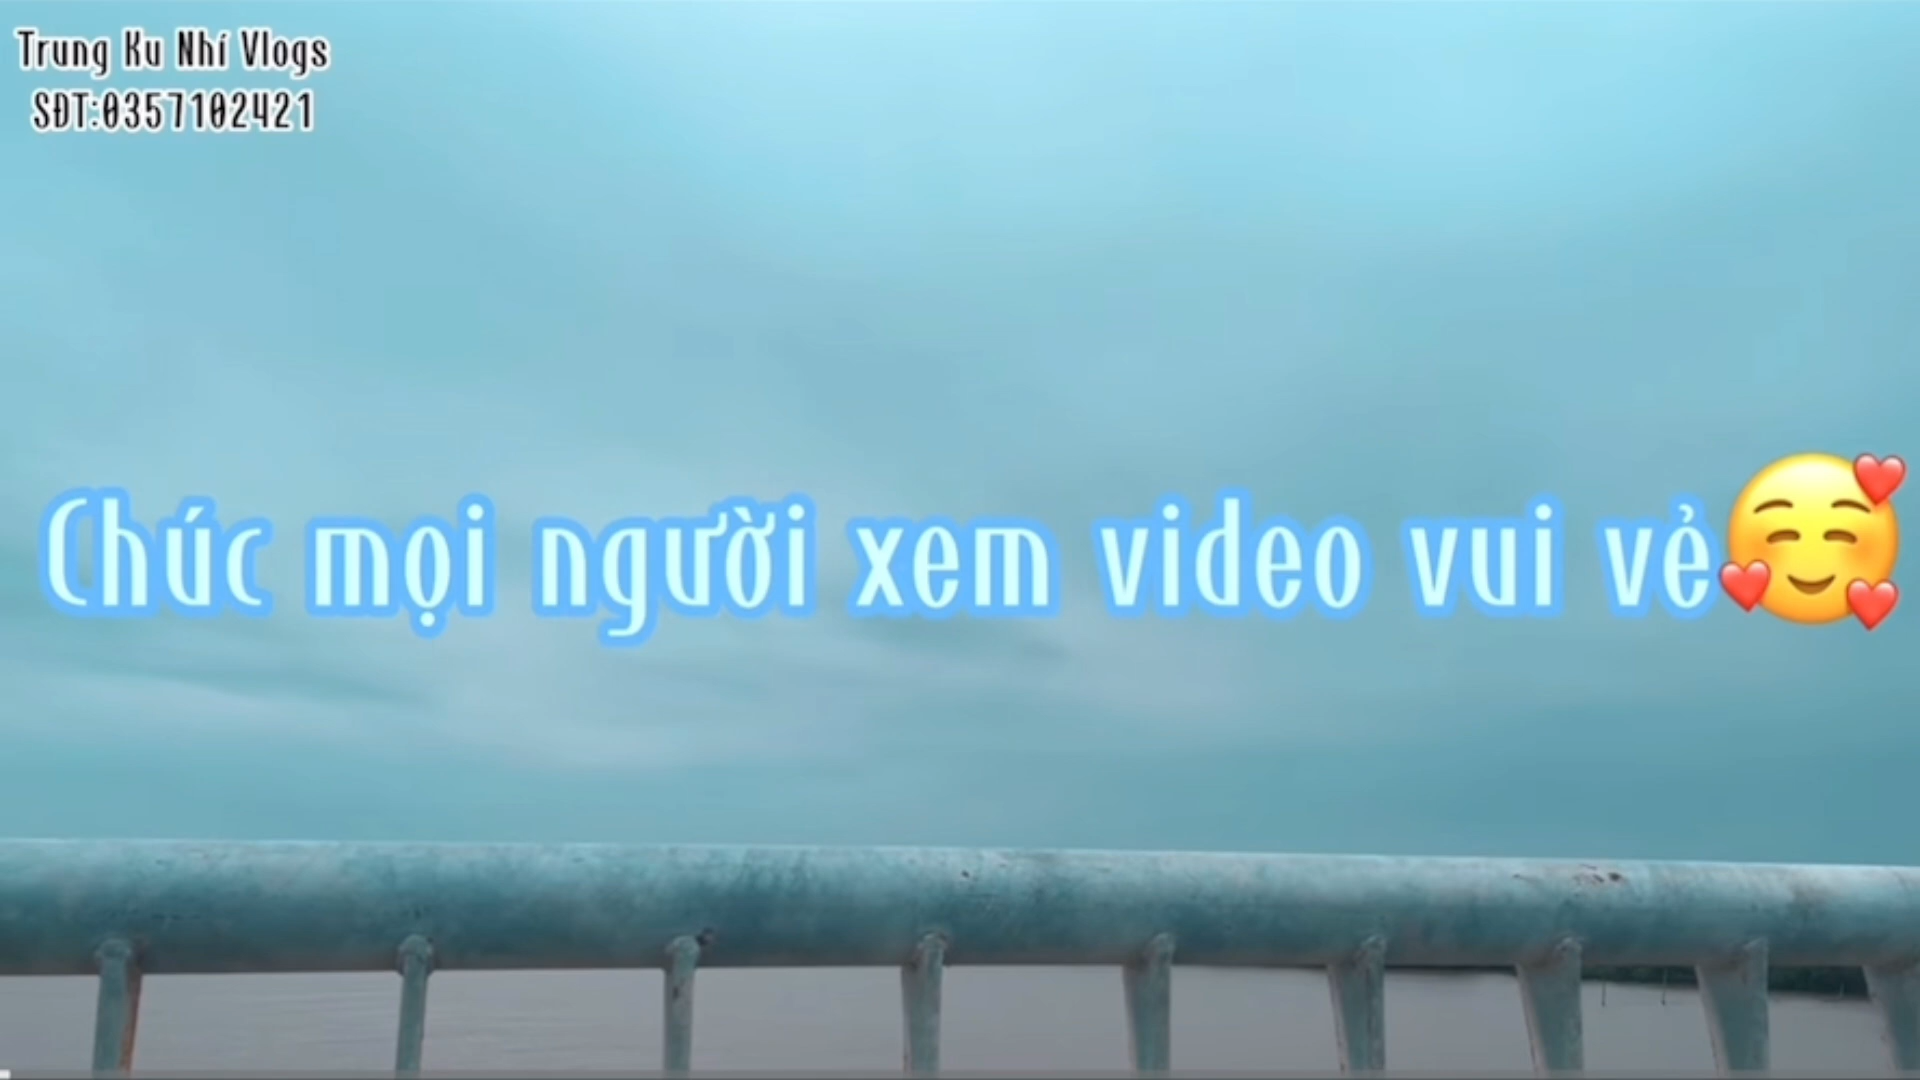 Trung Ku Nhí Vlogs
SĐT:0357102421
Chúc mọi người xem video vui vẻ🥰